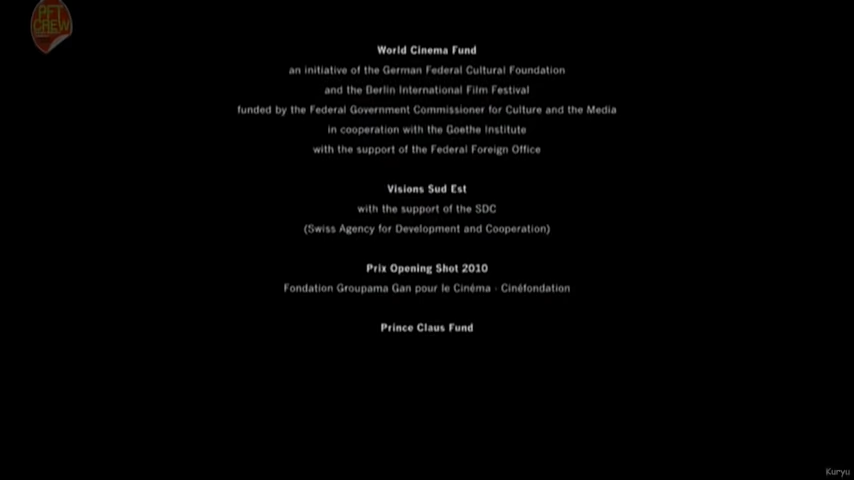 PFT
CREW
World Cinema Fund
an initiative of the German Federal Cultural Foundation
and the Berlin International Film Festival
funded by the Federal Government Commissioner for Culture and the Media
in cooperation with the Goethe Institute
with the support of the Federal Foreign Office
Visions Sud Est
with the support of the SDC
(Swiss Agency for Development and Cooperation)
Prix Opening Shot 2010
Fondation Groupama Gan pour le Cinéma - Cinéfondation
Prince Claus Fund
Kuryu